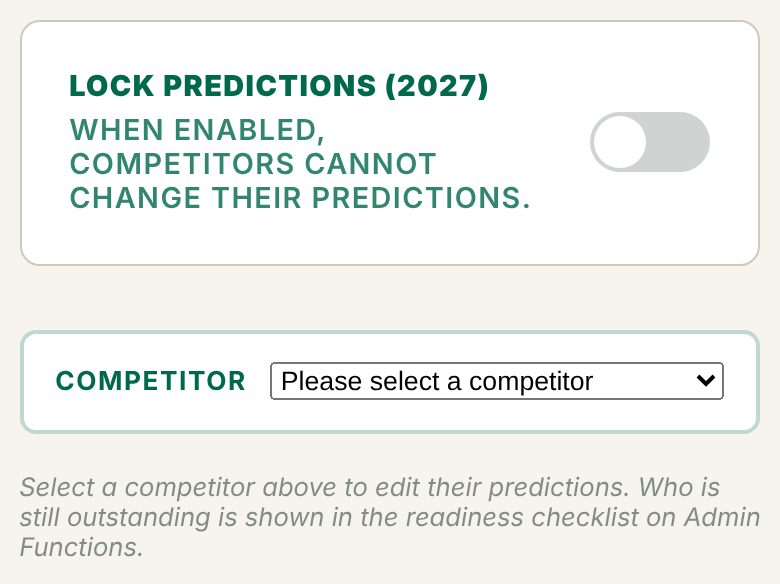 LOCK PREDICTIONS (2027)
WHEN ENABLED,
COMPETITORS CANNOT
CHANGE THEIR PREDICTIONS.
COMPETITOR Please select a competitor
Select a competitor above to edit their predictions. Who is
still outstanding is shown in the readiness checklist on Admin
Functions.